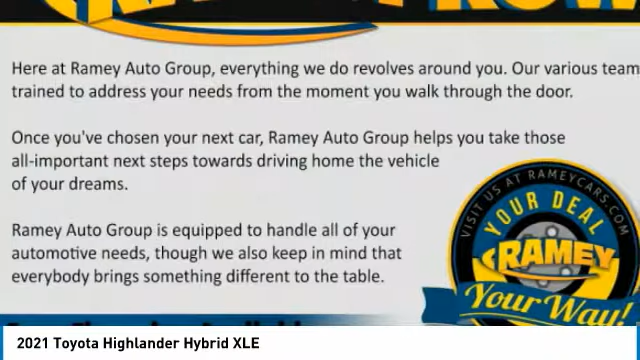 Here at Ramey Auto Group, everything we do revolves around you. Our various team
trained to address your needs from the moment you walk through the door.
Once you've chosen your next car, Ramey Auto Group helps you take those
all-important next steps towards driving home the vehicle
of your dreams.
Ramey Auto Group is equipped to handle all of your
automotive needs, though we also keep in mind that
everybody brings something different to the table.
VISIT US AT RAMEYCARS.COM
YOUR DEAL
RAMEY
Your Way!
2021 Toyota Highlander Hybrid XLE